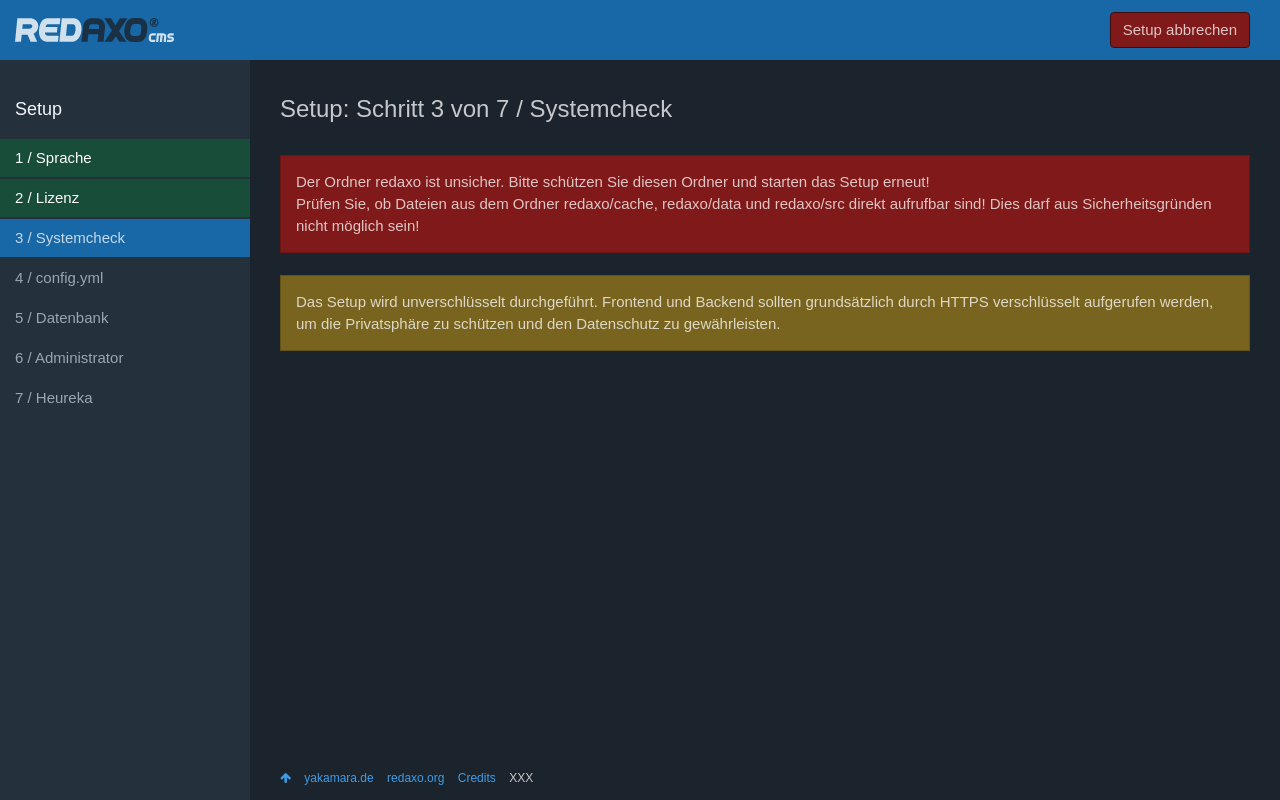 REDAXO® cms
Setup abbrechen
Setup
1 / Sprache
2 / Lizenz
3 / Systemcheck
4 / config.yml
5 / Datenbank
6 / Administrator
7 / Heureka
Setup: Schritt 3 von 7 / Systemcheck
Der Ordner redaxo ist unsicher. Bitte schützen Sie diesen Ordner und starten das Setup erneut!
Prüfen Sie, ob Dateien aus dem Ordner redaxo/cache, redaxo/data und redaxo/src direkt aufrufbar sind! Dies darf aus Sicherheitsgründen
nicht möglich sein!
Das Setup wird unverschlüsselt durchgeführt. Frontend und Backend sollten grundsätzlich durch HTTPS verschlüsselt aufgerufen werden,
um die Privatsphäre zu schützen und den Datenschutz zu gewährleisten.
yakamara.de redaxo.org Credits XXX